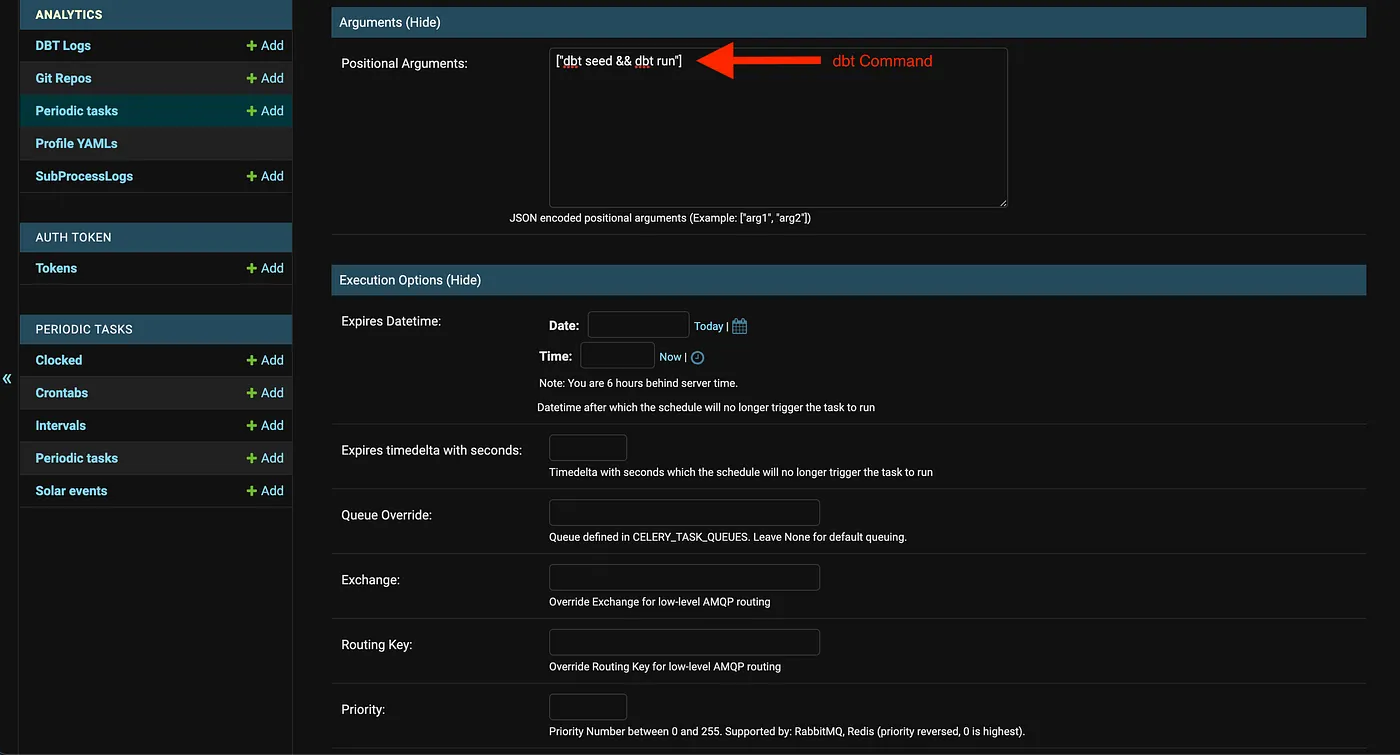 ANALYTICS
DBT Logs + Add
Git Repos + Add
Periodic tasks + Add
Profile YAMLs
SubProcessLogs + Add
AUTH TOKEN
Tokens + Add
PERIODIC TASKS
Clocked + Add
Crontabs + Add
Intervals + Add
Periodic tasks + Add
Solar events + Add
«
Arguments (Hide)
Positional Arguments:
["dbt seed && dbt run"]
dbt Command
JSON encoded positional arguments (Example: ["arg1", "arg2"])
Execution Options (Hide)
Expires Datetime:
Date: Today |
Time: Now |
Note: You are 6 hours behind server time.
Datetime after which the schedule will no longer trigger the task to run
Expires timedelta with seconds:
Timedelta with seconds which the schedule will no longer trigger the task to run
Queue Override:
Queue defined in CELERY_TASK_QUEUES. Leave None for default queuing.
Exchange:
Override Exchange for low-level AMQP routing
Routing Key:
Override Routing Key for low-level AMQP routing
Priority:
Priority Number between 0 and 255. Supported by: RabbitMQ, Redis (priority reversed, 0 is highest).